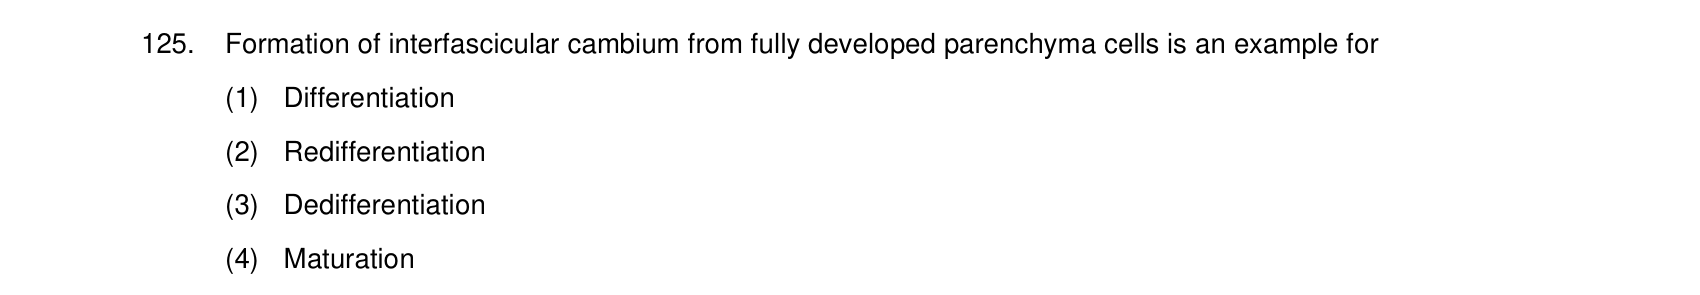 125. Formation of interfascicular cambium from fully developed parenchyma cells is an example for
(1) Differentiation
(2) Redifferentiation
(3) Dedifferentiation
(4) Maturation